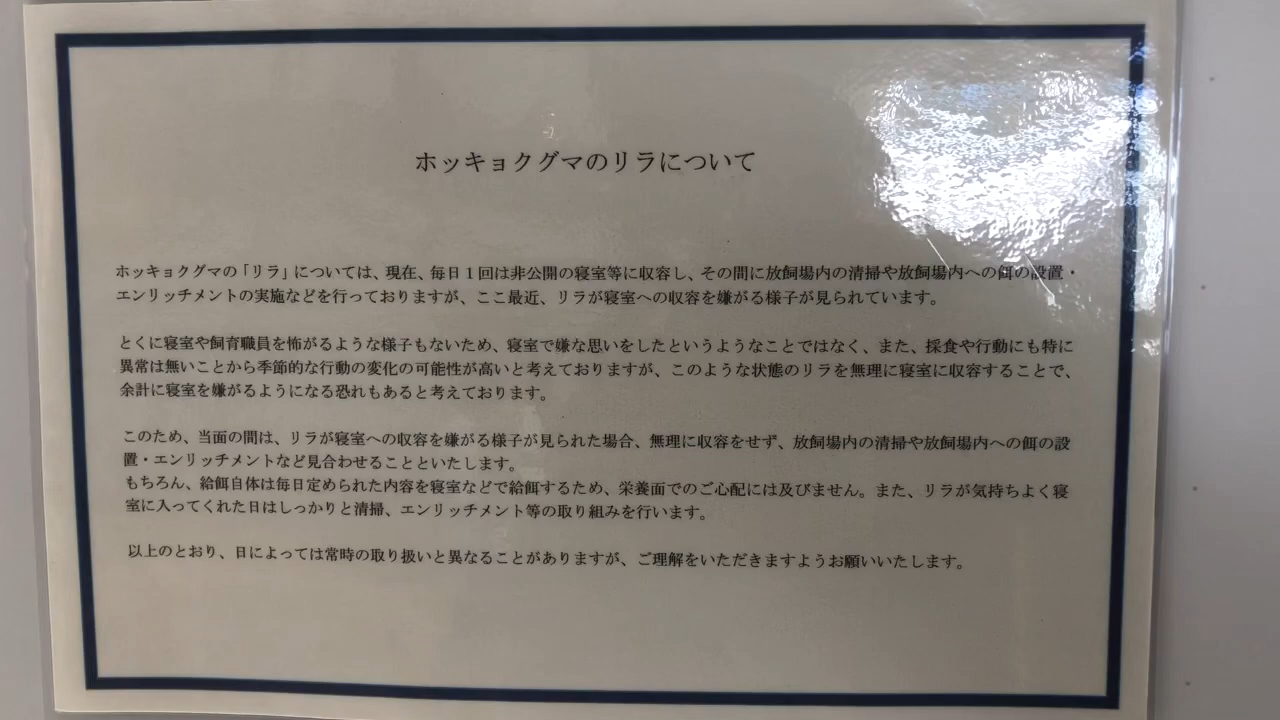 ホッキョクグマのリラについて
ホッキョクグマの「リラ」については、現在、毎日１回は非公開の寝室等に収容し、その間に放飼場内の清掃や放飼場内への餌の設置・
エンリッチメントの実施などを行っておりますが、ここ最近、リラが寝室への収容を嫌がる様子が見られています。
とくに寝室や飼育職員を怖がるような様子もないため、寝室で嫌な思いをしたというようなことではなく、また、採食や行動にも特に
異常は無いことから季節的な行動の変化の可能性が高いと考えておりますが、このような状態のリラを無理に寝室に収容することで、
余計に寝室を嫌がるようになる恐れもあると考えております。
このため、当面の間は、リラが寝室への収容を嫌がる様子が見られた場合、無理に収容をせず、放飼場内の清掃や放飼場内への餌の設
置・エンリッチメントなど見合わせることといたします。
もちろん、給餌自体は毎日定められた内容を寝室などで給餌するため、栄養面でのご心配には及びません。また、リラが気持ちよく寝
室に入ってくれた日はしっかりと清掃、エンリッチメント等の取り組みを行います。
以上のとおり、日によっては常時の取り扱いと異なることがありますが、ご理解をいただきますようお願いいたします。